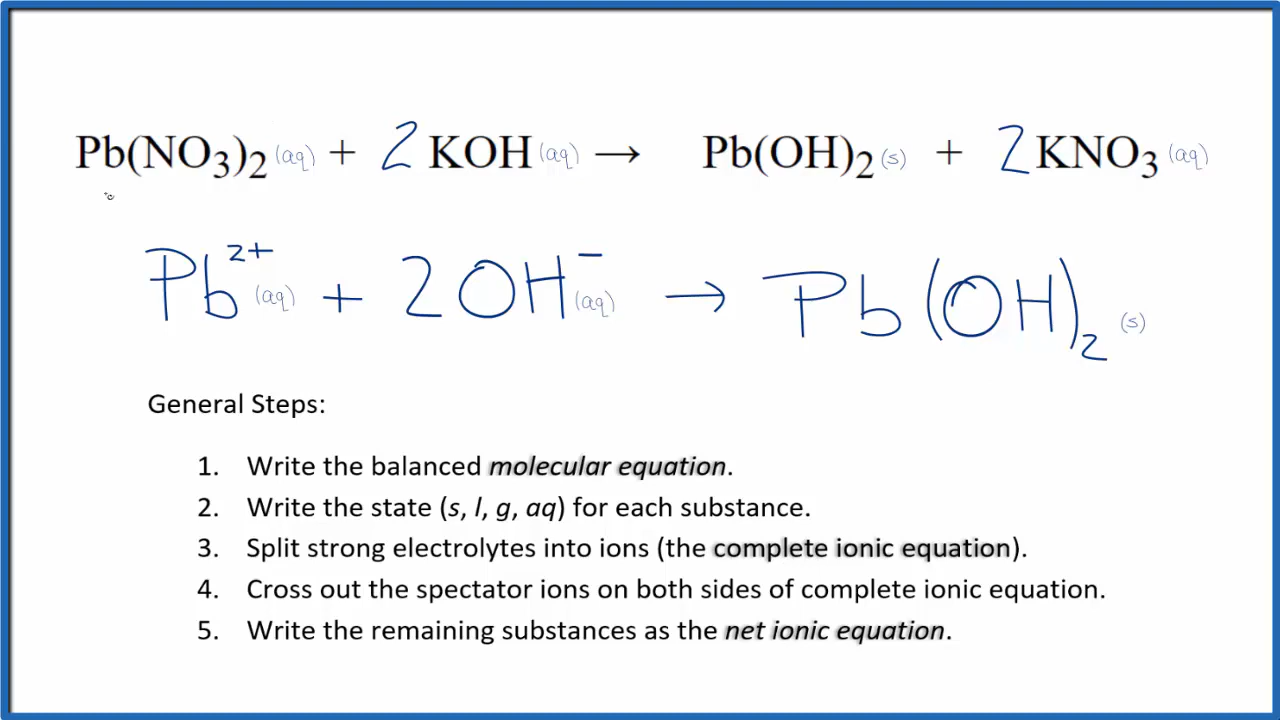 Pb(NO₃)₂ (aq) + 2 KOH (aq) → Pb(OH)₂ (s) + 2 KNO₃ (aq)
Pb²⁺ (aq) + 2OH⁻ (aq) → Pb(OH)₂ (s)
General Steps:
1. Write the balanced molecular equation.
2. Write the state (s, l, g, aq) for each substance.
3. Split strong electrolytes into ions (the complete ionic equation).
4. Cross out the spectator ions on both sides of complete ionic equation.
5. Write the remaining substances as the net ionic equation.